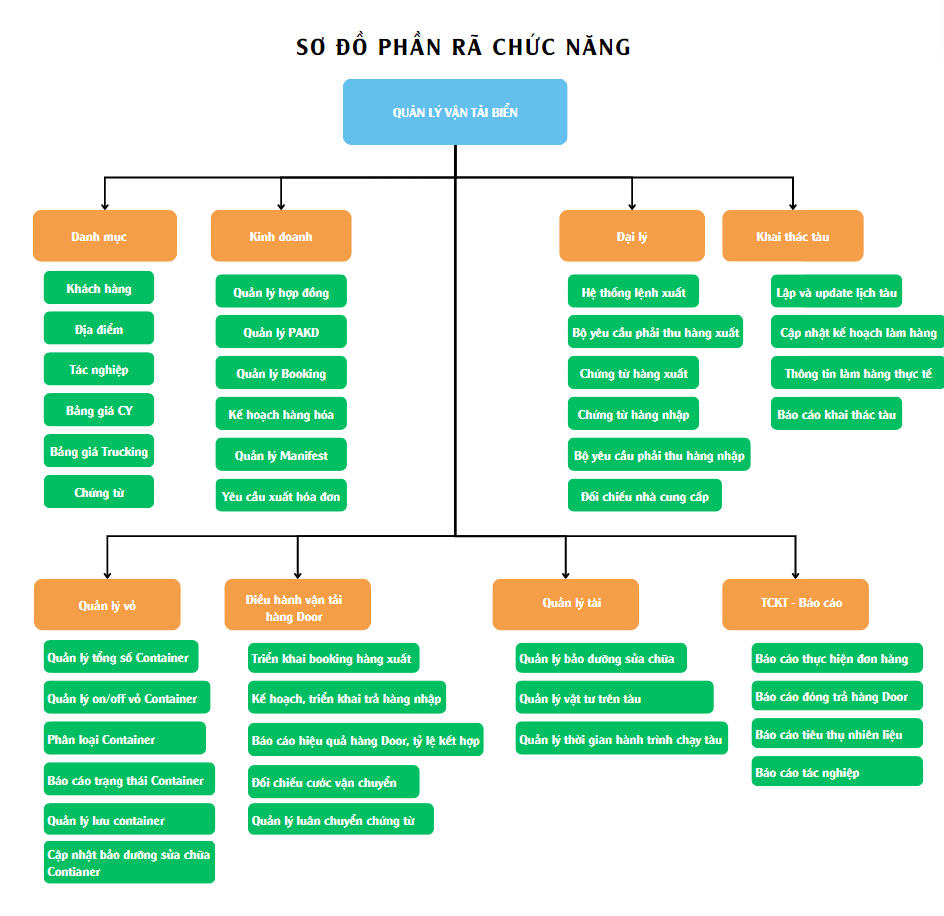 SƠ ĐỒ PHẦN RÃ CHỨC NĂNG
QUẢN LÝ VẬN TẢI BIỂN
Danh mục
Khách hàng
Địa điểm
Tác nghiệp
Bảng giá CY
Bảng giá Trucking
Chứng từ
Kinh doanh
Quản lý hợp đồng
Quản lý PAKD
Quản lý Booking
Kế hoạch hàng hóa
Quản lý Manifest
Yêu cầu xuất hóa đơn
Đại lý
Hệ thống lệnh xuất
Bộ yêu cầu phải thu hàng xuất
Chứng từ hàng xuất
Chứng từ hàng nhập
Bộ yêu cầu phải thu hàng nhập
Đối chiếu nhà cung cấp
Khai thác tàu
Lập và update lịch tàu
Cập nhật kế hoạch làm hàng
Thông tin làm hàng thực tế
Báo cáo khai thác tàu
Quản lý vỏ
Quản lý tổng số Container
Quản lý on/off vỏ Container
Phân loại Container
Báo cáo trạng thái Container
Quản lý lưu container
Cập nhật bảo dưỡng sửa chữa
Contianer
Điều hành vận tải
hàng Door
Triển khai booking hàng xuất
Kế hoạch, triển khai trả hàng nhập
Báo cáo hiệu quả hàng Door, tỷ lệ kết hợp
Đối chiếu cước vận chuyển
Quản lý luân chuyển chứng từ
Quản lý tài
Quản lý bảo dưỡng sửa chữa
Quản lý vật tư trên tàu
Quản lý thời gian hành trình chạy tàu
TCKT - Báo cáo
Báo cáo thực hiện đơn hàng
Báo cáo đóng trả hàng Door
Báo cáo tiêu thụ nhiên liệu
Báo cáo tác nghiệp